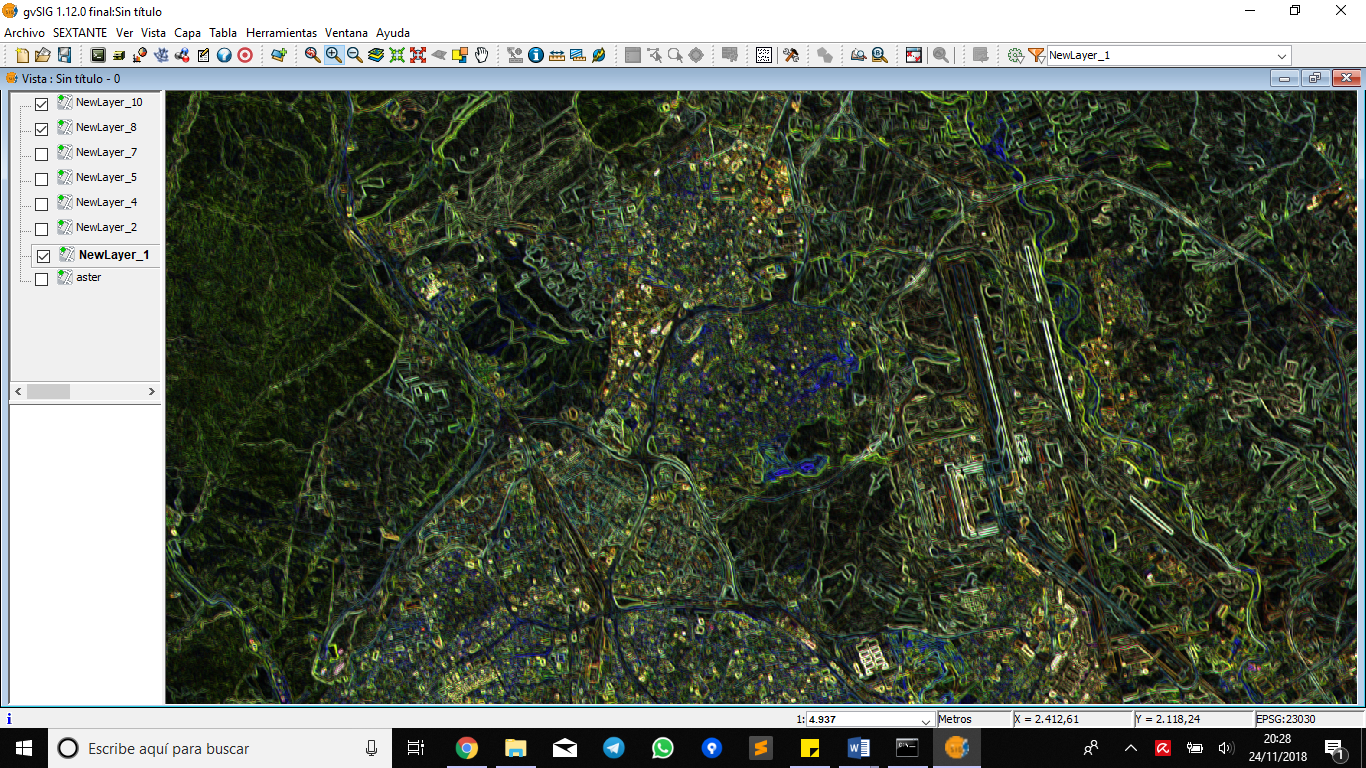 gvSIG 1.12.0 final:Sin título
Archivo SEXTANTE Ver Vista Capa Tabla Herramientas Ventana Ayuda
NewLayer_1
Vista : Sin título - 0
NewLayer_10
NewLayer_8
NewLayer_7
NewLayer_5
NewLayer_4
NewLayer_2
NewLayer_1
aster
1: 4.937 Metros X = 2.412,61 Y = 2.118,24 EPSG:23030
Escribe aquí para buscar
20:28
24/11/2018
1